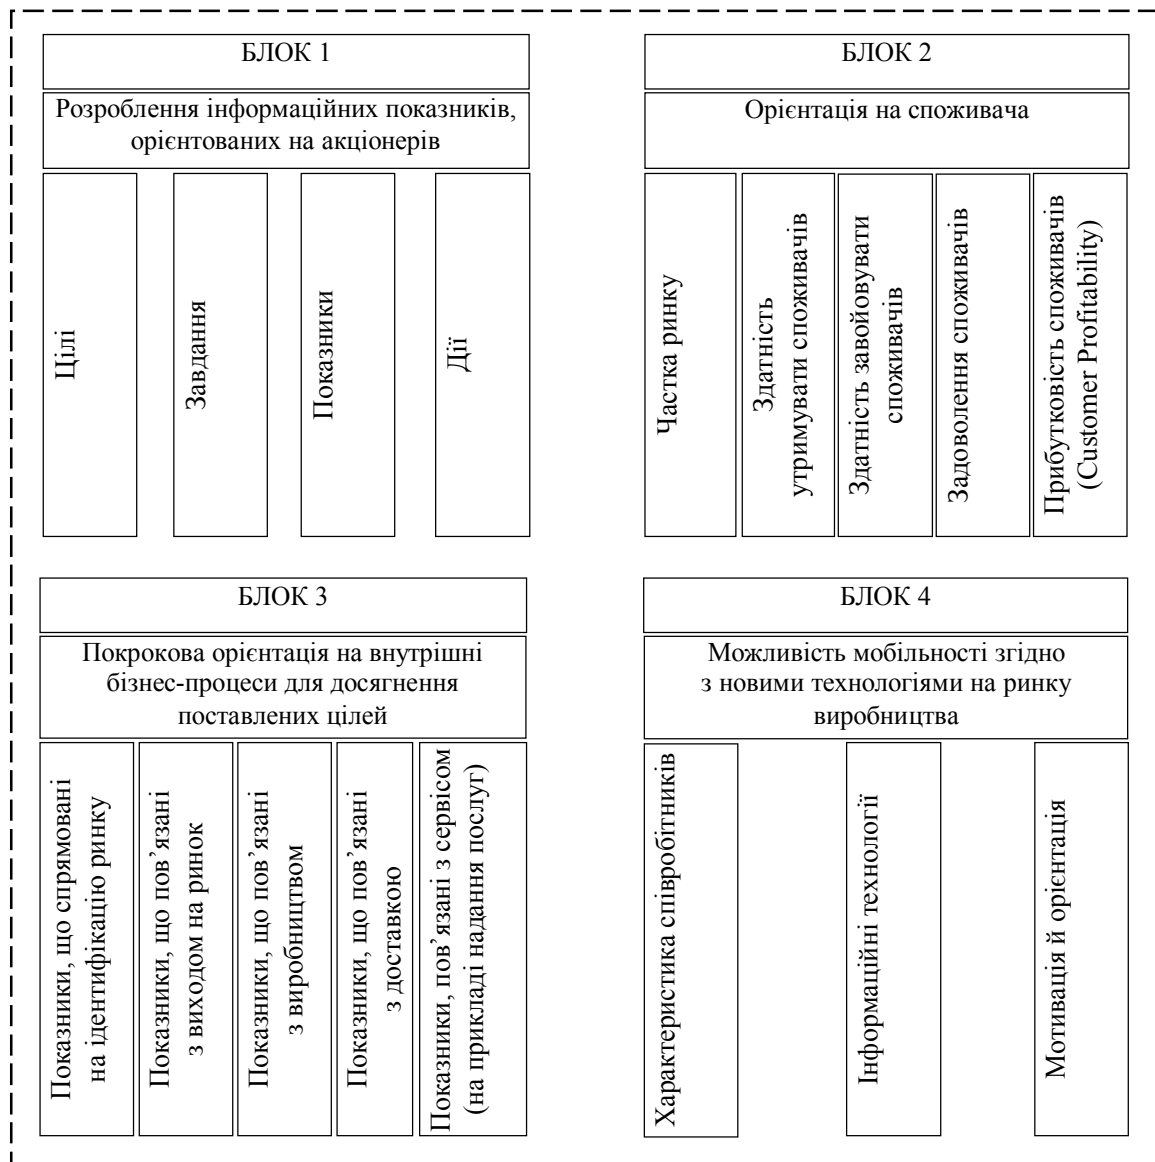 БЛОК 1
Розроблення інформаційних показників,
орієнтованих на акціонерів
Цілі
Завдання
Показники
Дії
БЛОК 2
Орієнтація на споживача
Частка ринку
Здатність
утримувати споживачів
Здатність завойовувати
споживачів
Задоволення споживачів
Прибутковість споживачів
(Customer Profitability)
БЛОК 3
Покрокова орієнтація на внутрішні
бізнес-процеси для досягнення
поставлених цілей
Показники, що спрямовані
на ідентифікацію ринку
Показники, що пов’язані
з виходом на ринок
Показники, що пов’язані
з виробництвом
Показники, що пов’язані
з доставкою
Показники, пов’язані з сервісом
(на прикладі надання послуг)
БЛОК 4
Можливість мобільності згідно
з новими технологіями на ринку
виробництва
Характеристика співробітників
Інформаційні технології
Мотивація й орієнтація